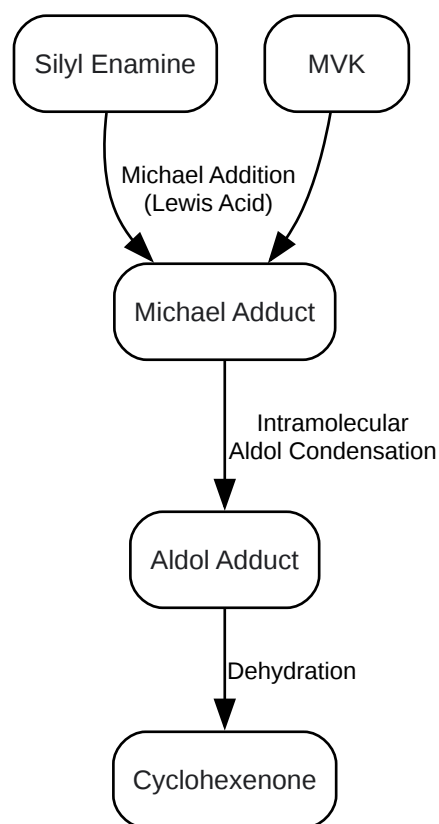 Silyl Enamine
MVK
Michael Addition
(Lewis Acid)
Michael Adduct
Intramolecular
Aldol Condensation
Aldol Adduct
Dehydration
Cyclohexenone